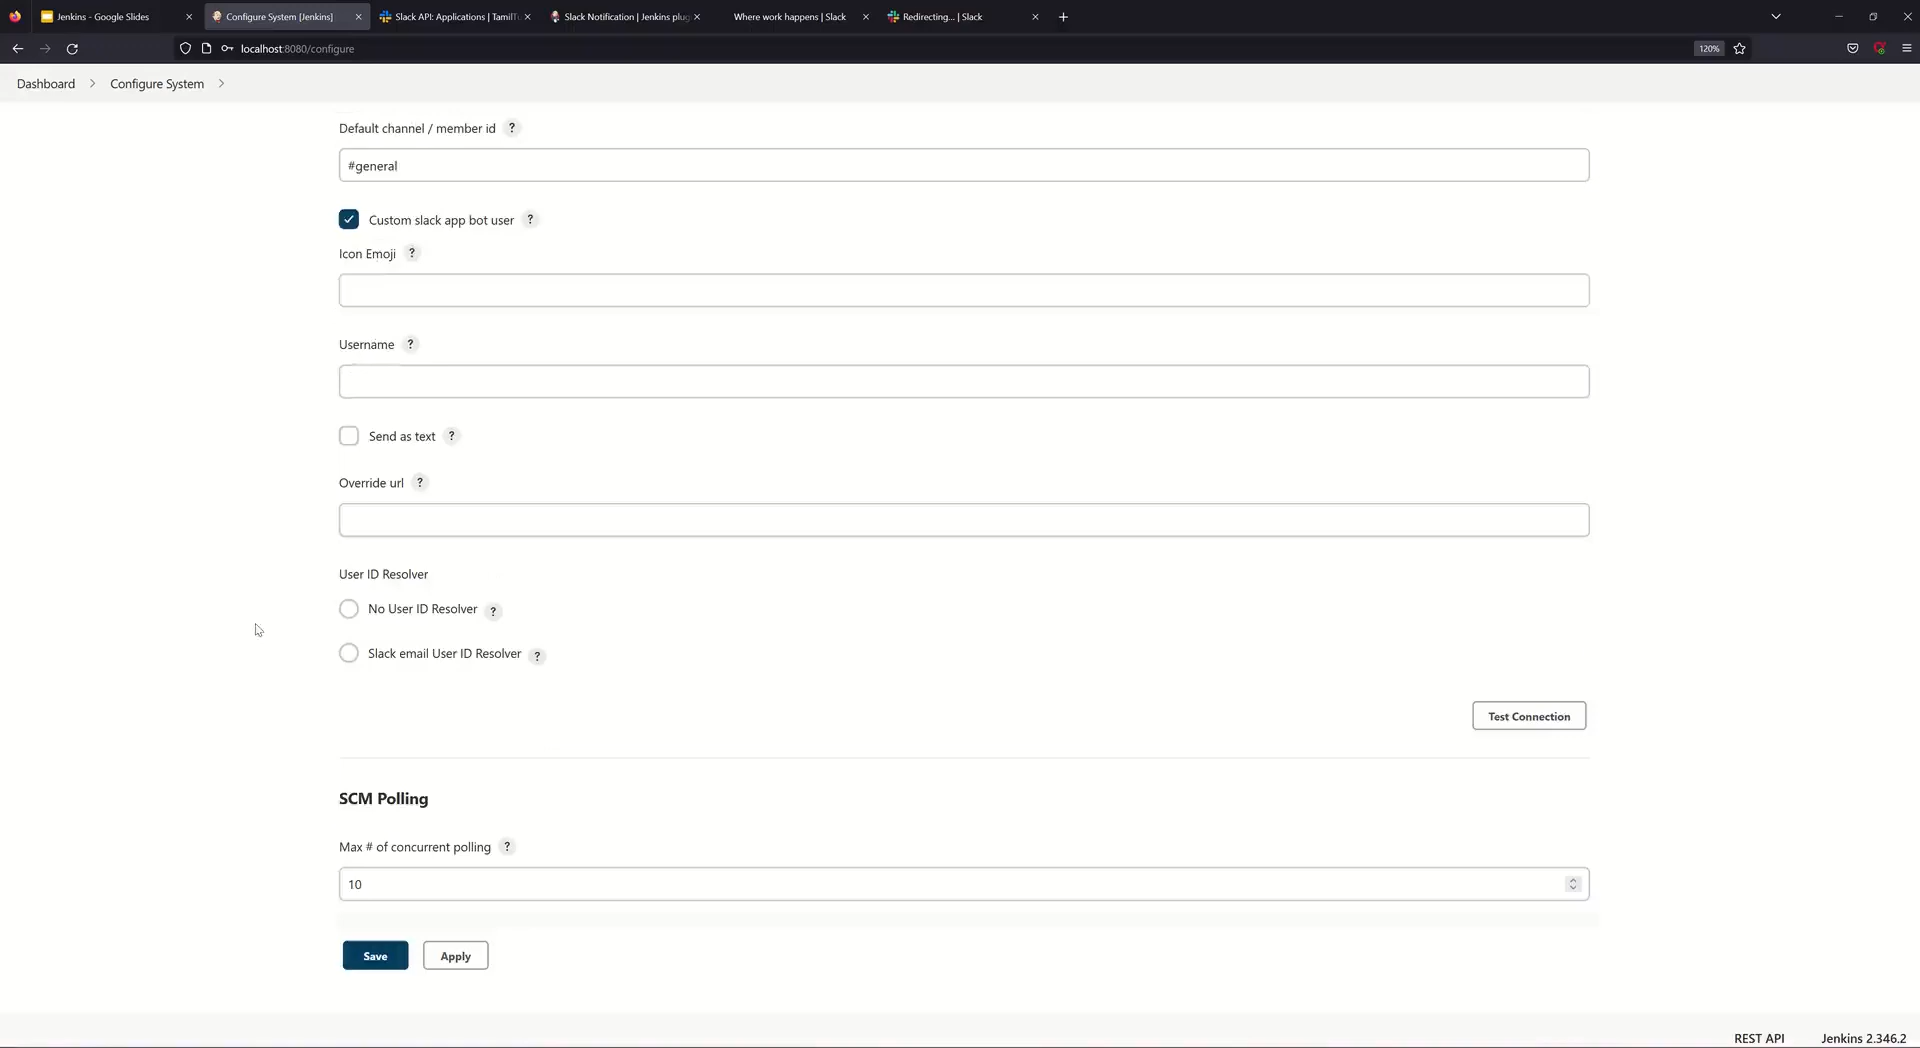 Jenkins - Google Slides
Configure System [Jenkins]
Slack API: Applications | TamilTu
Slack Notification | Jenkins plug
Where work happens | Slack
Redirecting... | Slack
localhost:8080/configure
120%
Dashboard
Configure System
Default channel / member id ?
#general
Custom slack app bot user ?
Icon Emoji ?
Username ?
Send as text ?
Override url ?
User ID Resolver
No User ID Resolver ?
Slack email User ID Resolver ?
Test Connection
SCM Polling
Max # of concurrent polling ?
10
Save
Apply
REST API
Jenkins 2.346.2